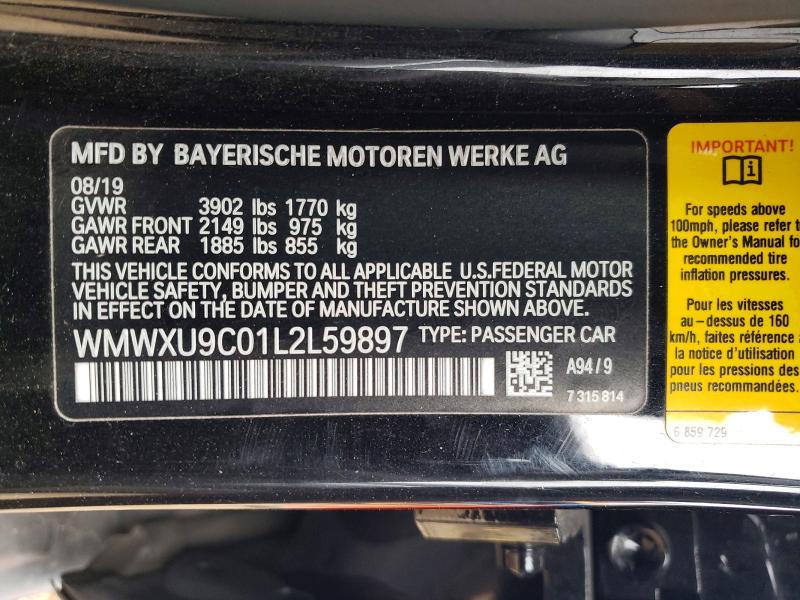 MFD BY BAYERISCHE MOTOREN WERKE AG
08/19
GVWR 3902 lbs 1770 kg
GAWR FRONT 2149 lbs 975 kg
GAWR REAR 1885 lbs 855 kg
THIS VEHICLE CONFORMS TO ALL APPLICABLE U.S.FEDERAL MOTOR
VEHICLE SAFETY, BUMPER AND THEFT PREVENTION STANDARDS
IN EFFECT ON THE DATE OF MANUFACTURE SHOWN ABOVE.
WMWXU9C01L2L59897 TYPE: PASSENGER CAR
A94/9
7 315 814
IMPORTANT!
i
For speeds above
100mph, please refer
the Owner's Manual
recommended tire
inflation pressures.
Pour les vitesses
au-dessus de 160
km/h, faites référence
la notice d'utilisation
pour les pressions des
pneus recommandées.
6 859 729